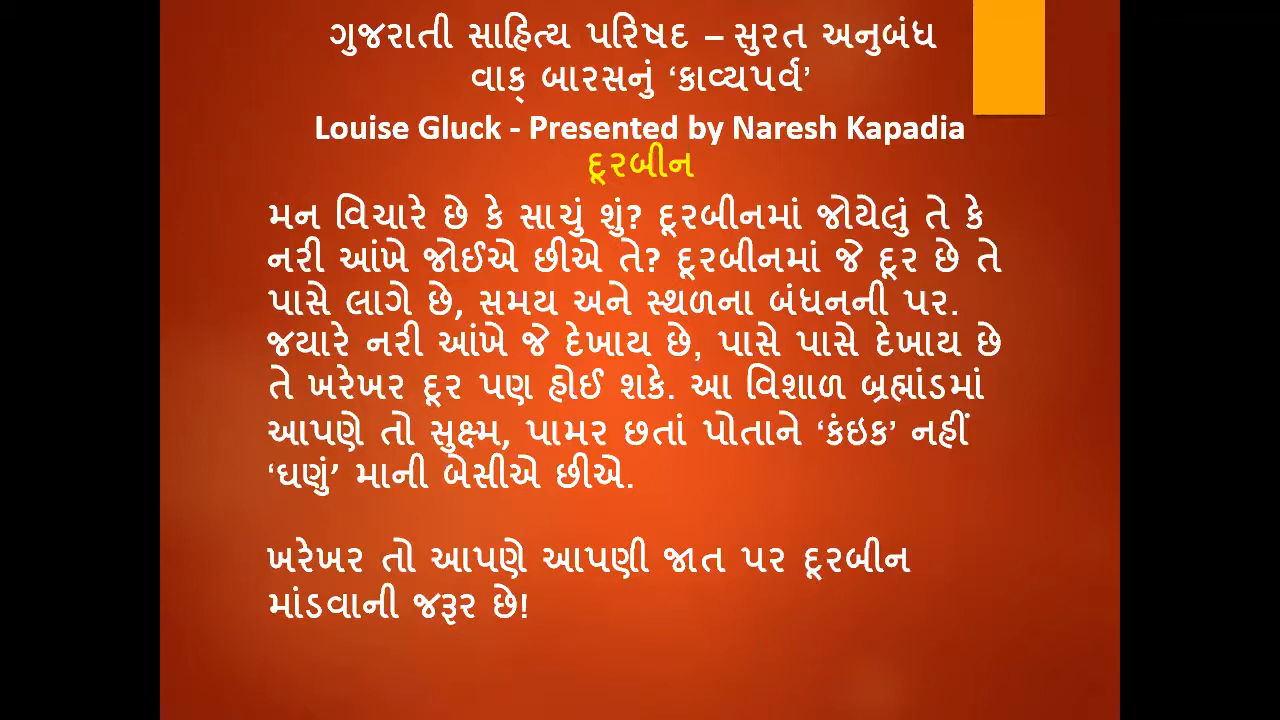 ગુજરાતી સાહિત્ય પરિષદ – સુરત અનુબંધ
વાક્ બારસનું ‘કાવ્યપર્વ’
Louise Gluck - Presented by Naresh Kapadia
દૂરબીન
મન વિચારે છે કે સાચું શું? દૂરબીનમાં જોયેલું તે કે
નરી આંખે જોઈએ છીએ તે? દૂરબીનમાં જે દૂર છે તે
પાસે લાગે છે, સમય અને સ્થળના બંધનની પર.
જયારે નરી આંખે જે દેખાય છે, પાસે પાસે દેખાય છે
તે ખરેખર દૂર પણ હોઈ શકે. આ વિશાળ બ્રહ્માંડમાં
આપણે તો સુક્ષ્મ, પામર છતાં પોતાને ‘કંઇક’ નહીં
‘ઘણું’ માની બેસીએ છીએ.
ખરેખર તો આપણે આપણી જાત પર દૂરબીન
માંડવાની જરૂર છે!